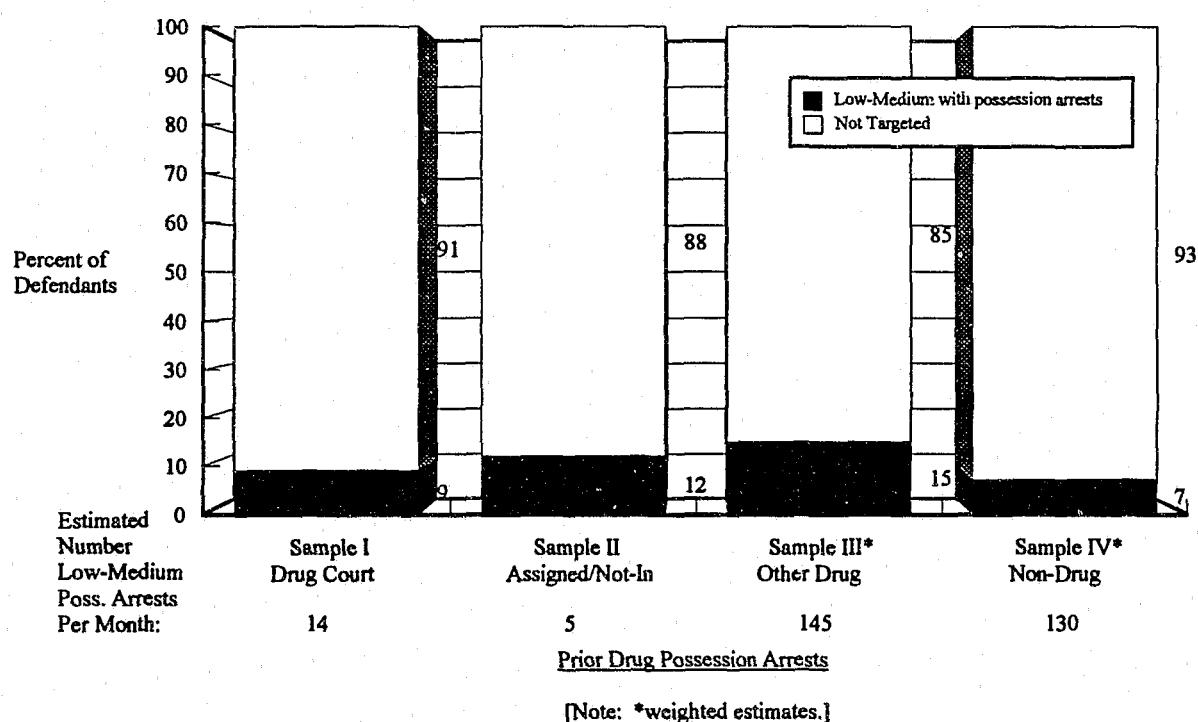 100
90
80
70
60
50
40
30
20
10
0
Percent of
Defendants
Low-Medium with possession arrests
Not Targeted
91
88
85
93
9
12
15
7
Estimated
Number
Low-Medium
Poss. Arrests
Per Month:
Sample I
Drug Court
14
Sample II
Assigned/Not-In
5
Sample III*
Other Drug
145
Sample IV*
Non-Drug
130
Prior Drug Possession Arrests
[Note: *weighted estimates.]